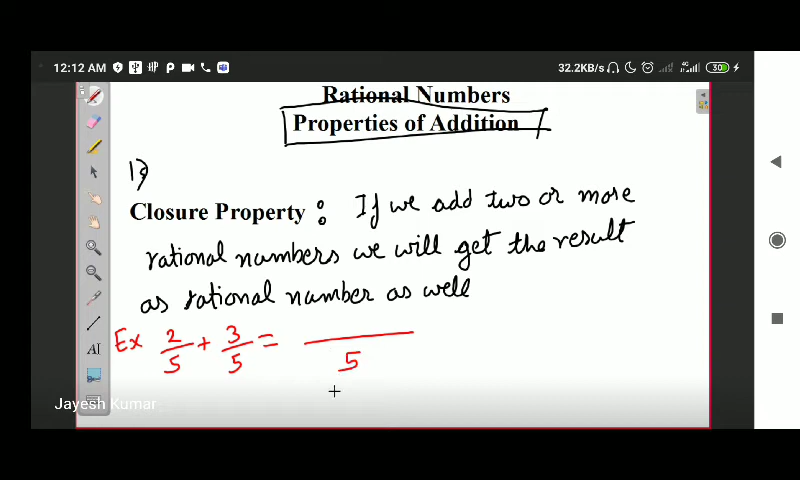 12:12 AM
32.2KB/s 4G 30
Rational Numbers
Properties of Addition
1)
Closure Property : If we add two or more
rational numbers we will get the result
as rational number as well
Ex 2/5 + 3/5 = /5
AI
Jayesh Kumar